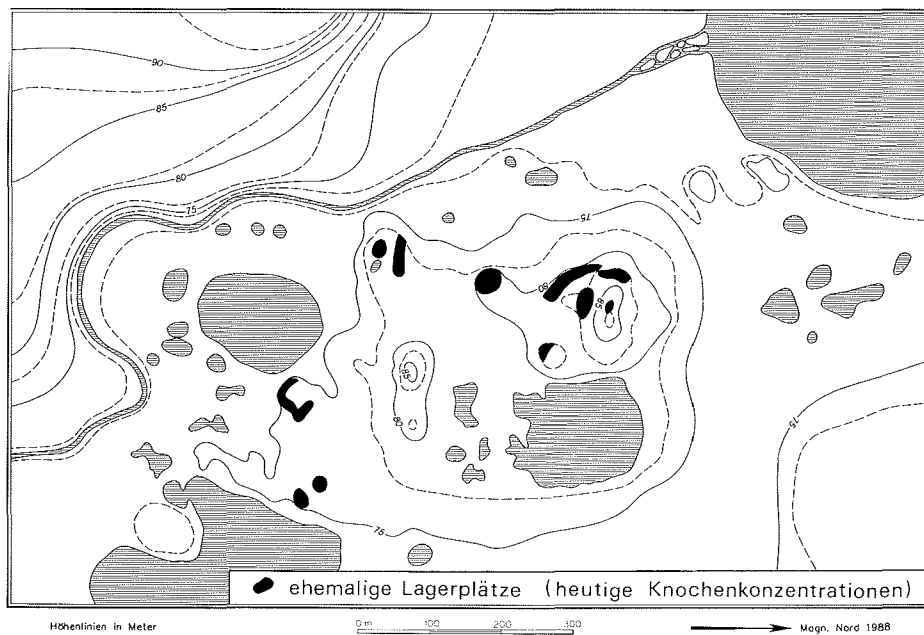 90
85
80
75
75
80
85
85
80
75
75
ehemalige Lagerplätze (heutige Knochenkonzentrationen)
Höhenlinien in Meter
0 m 100 200 300
Magn. Nord 1988